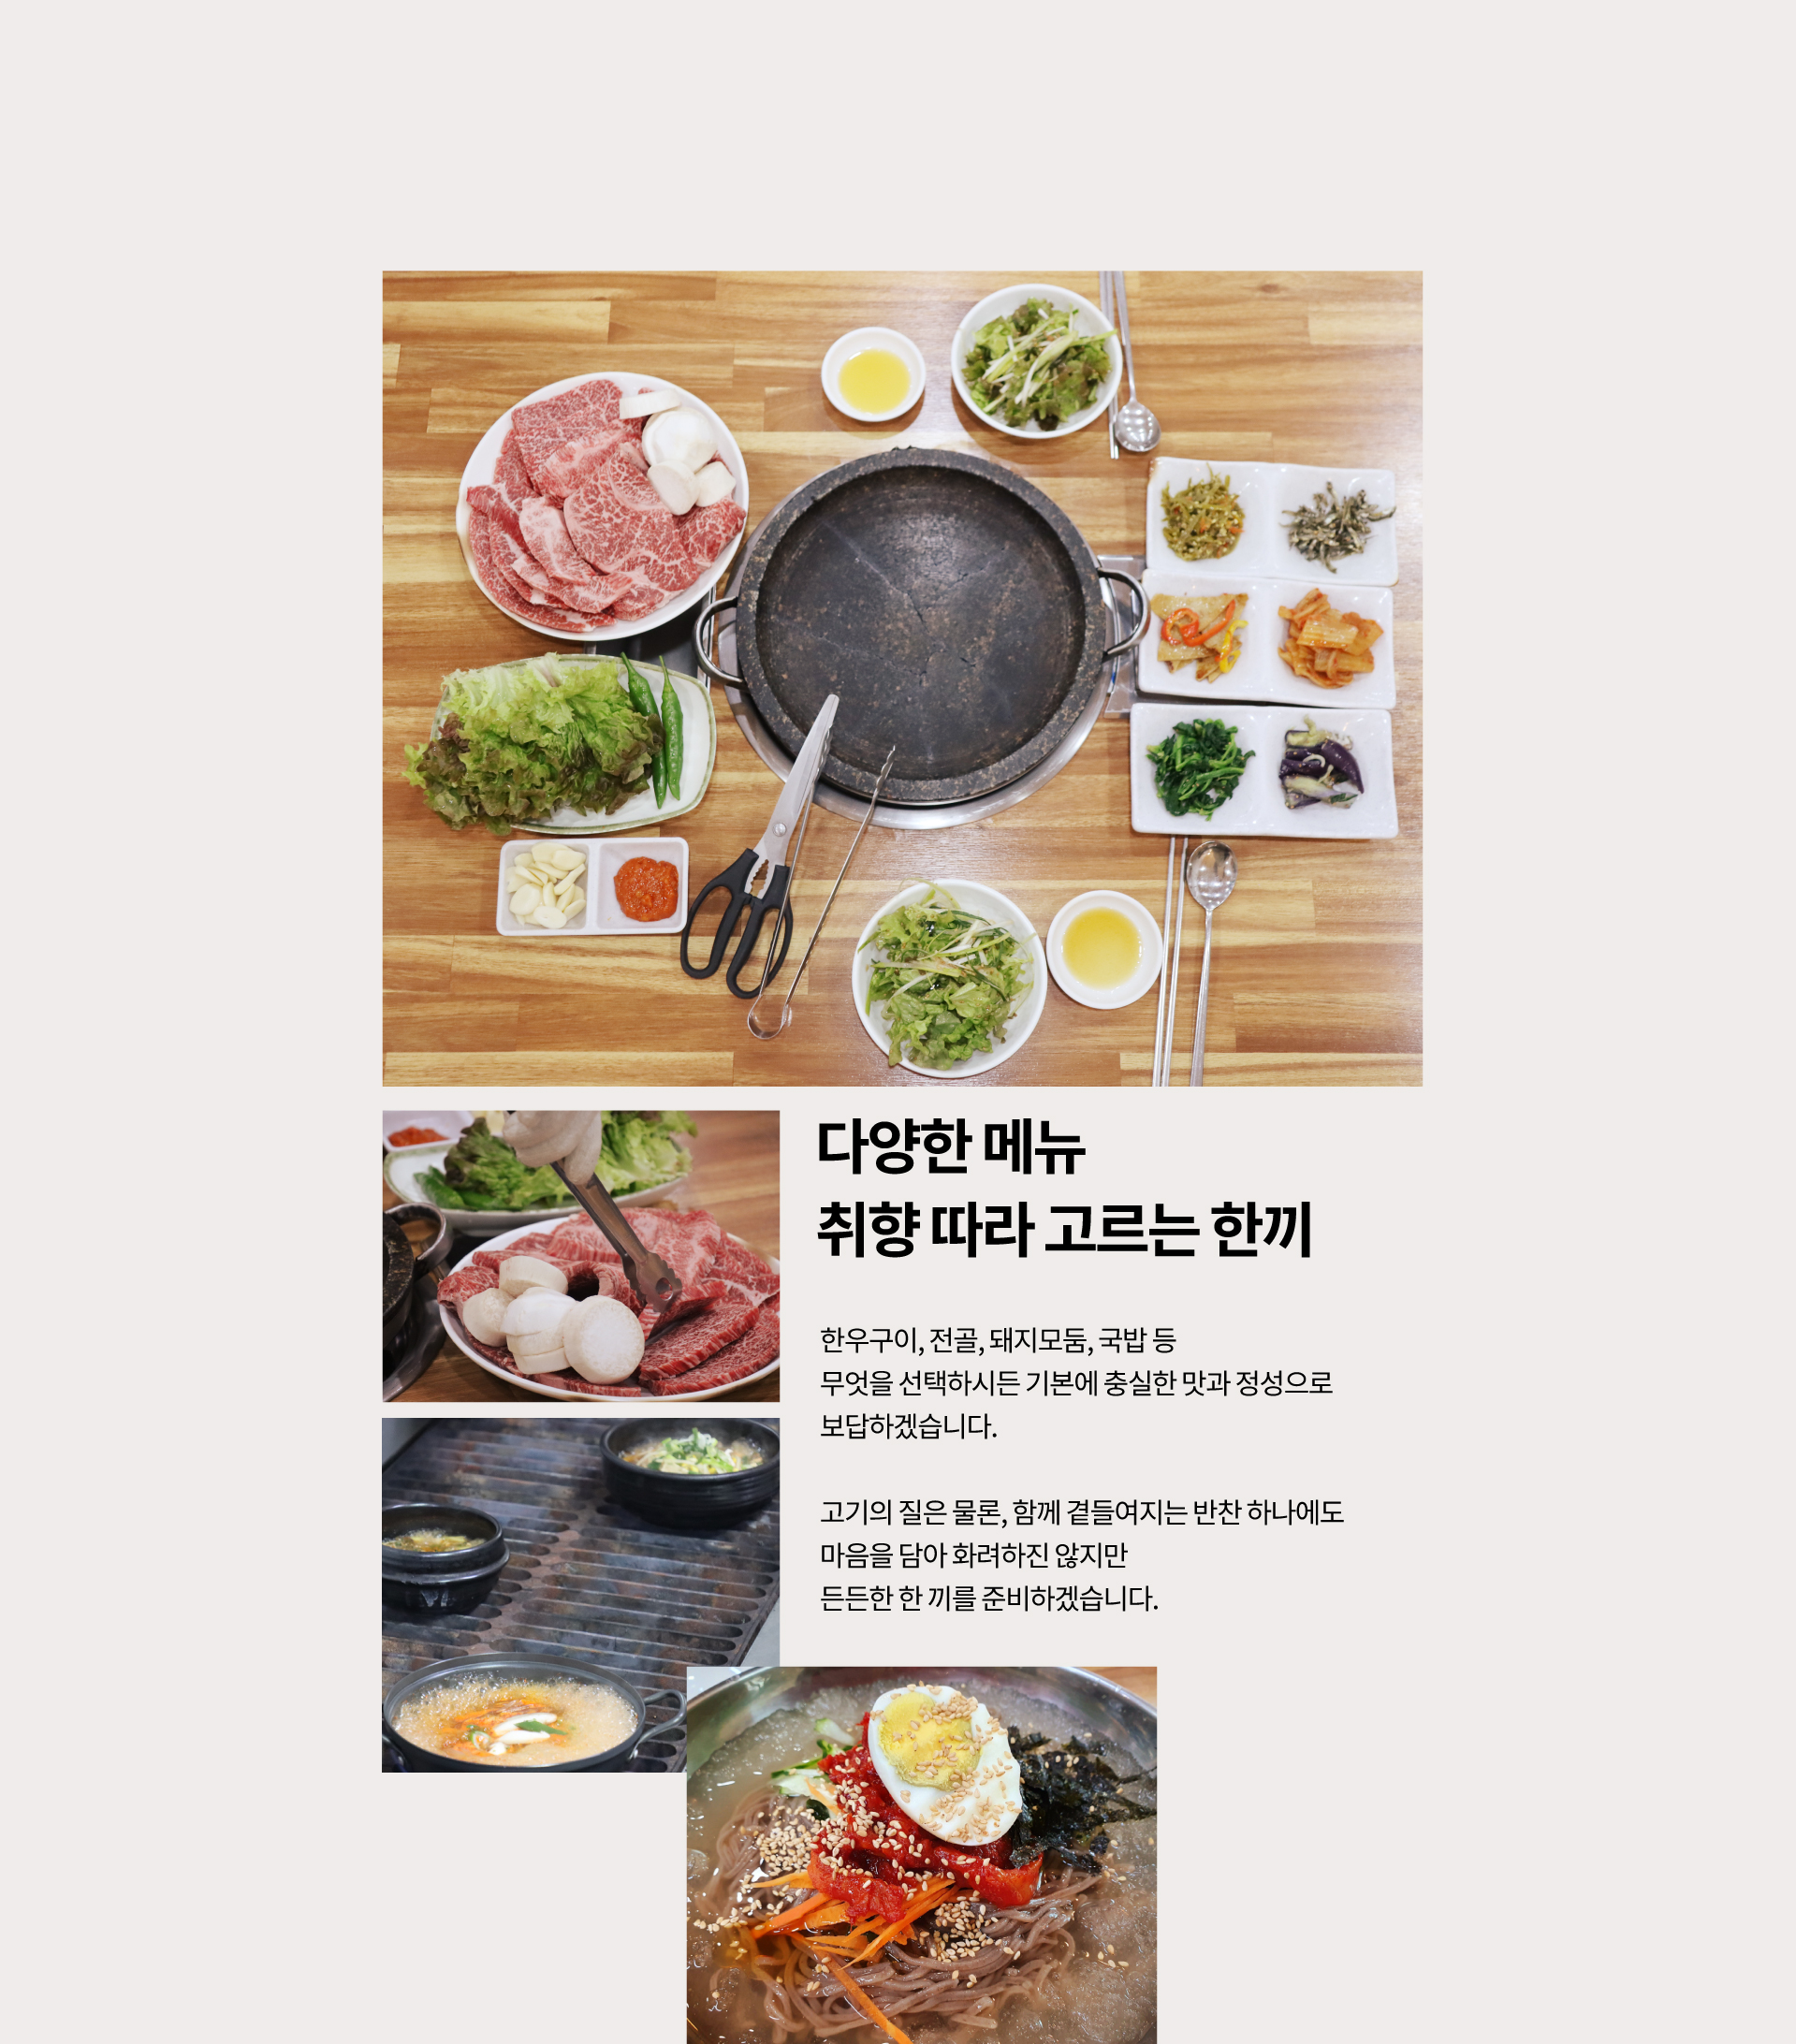 다양한 메뉴
취향 따라 고르는 한끼
한우구이, 전골, 돼지모둠, 국밥 등
무엇을 선택하시든 기본에 충실한 맛과 정성으로
보답하겠습니다.
고기의 질은 물론, 함께 곁들여지는 반찬 하나에도
마음을 담아 화려하진 않지만
든든한 한 끼를 준비하겠습니다.